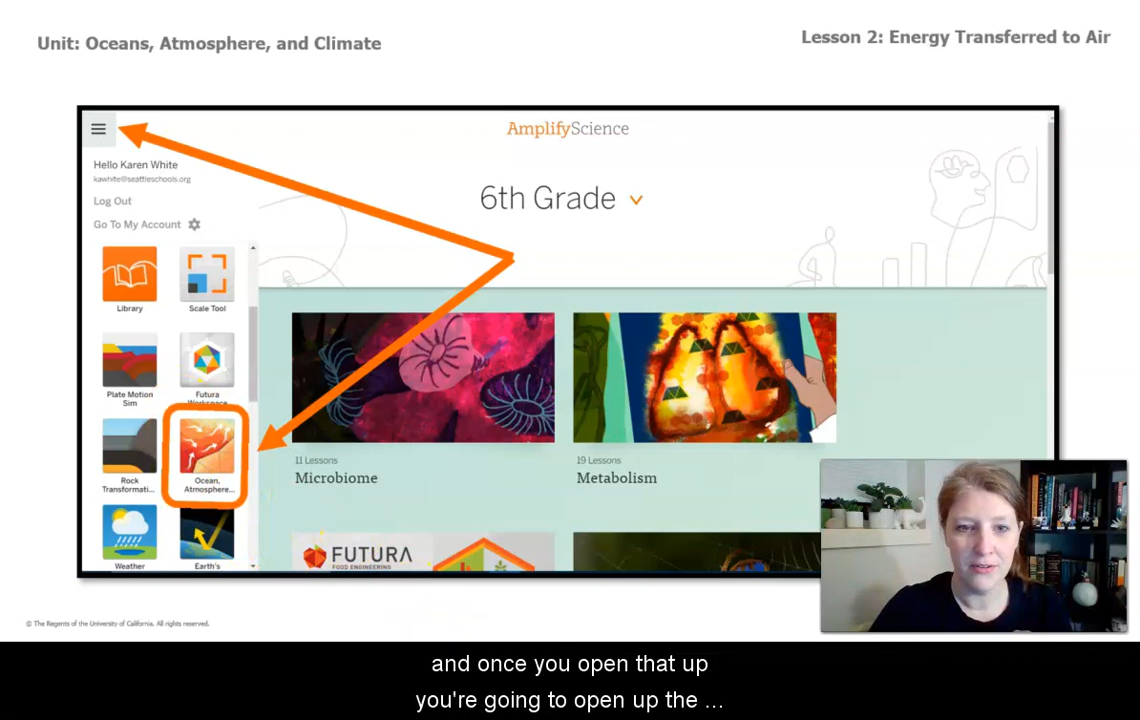 Unit: Oceans, Atmosphere, and Climate
Lesson 2: Energy Transferred to Air
AmplifyScience
Hello Karen White
kawhite@seattleschools.org
Log Out
Go To My Account
6th Grade
Library
Scale Tool
Plate Motion
Sim
Futura
Workspace
Rock
Transformati...
Ocean,
Atmosphere...
Weather
Earth's
11 Lessons
Microbiome
19 Lessons
Metabolism
FUTURA
FOOD ENGINEERING
© The Regents of the University of California. All rights reserved.
and once you open that up
you're going to open up the ...